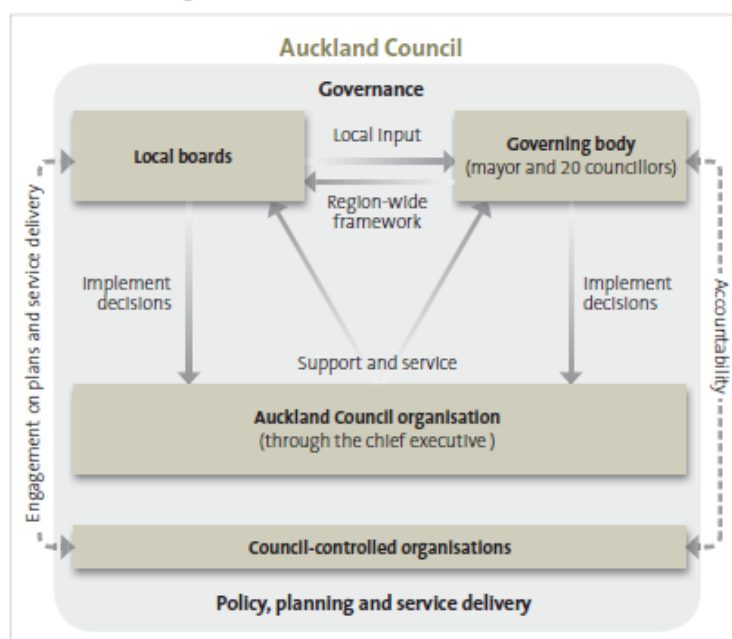 Auckland Council
Governance
Local boards
Local input
Governing body
(mayor and 20 councillors)
Region-wide
framework
Implement
decisions
Implement
decisions
Support and service
Auckland Council organisation
(through the chief executive )
Council-controlled organisations
Policy, planning and service delivery
Engagement on plans and service delivery
Accountability